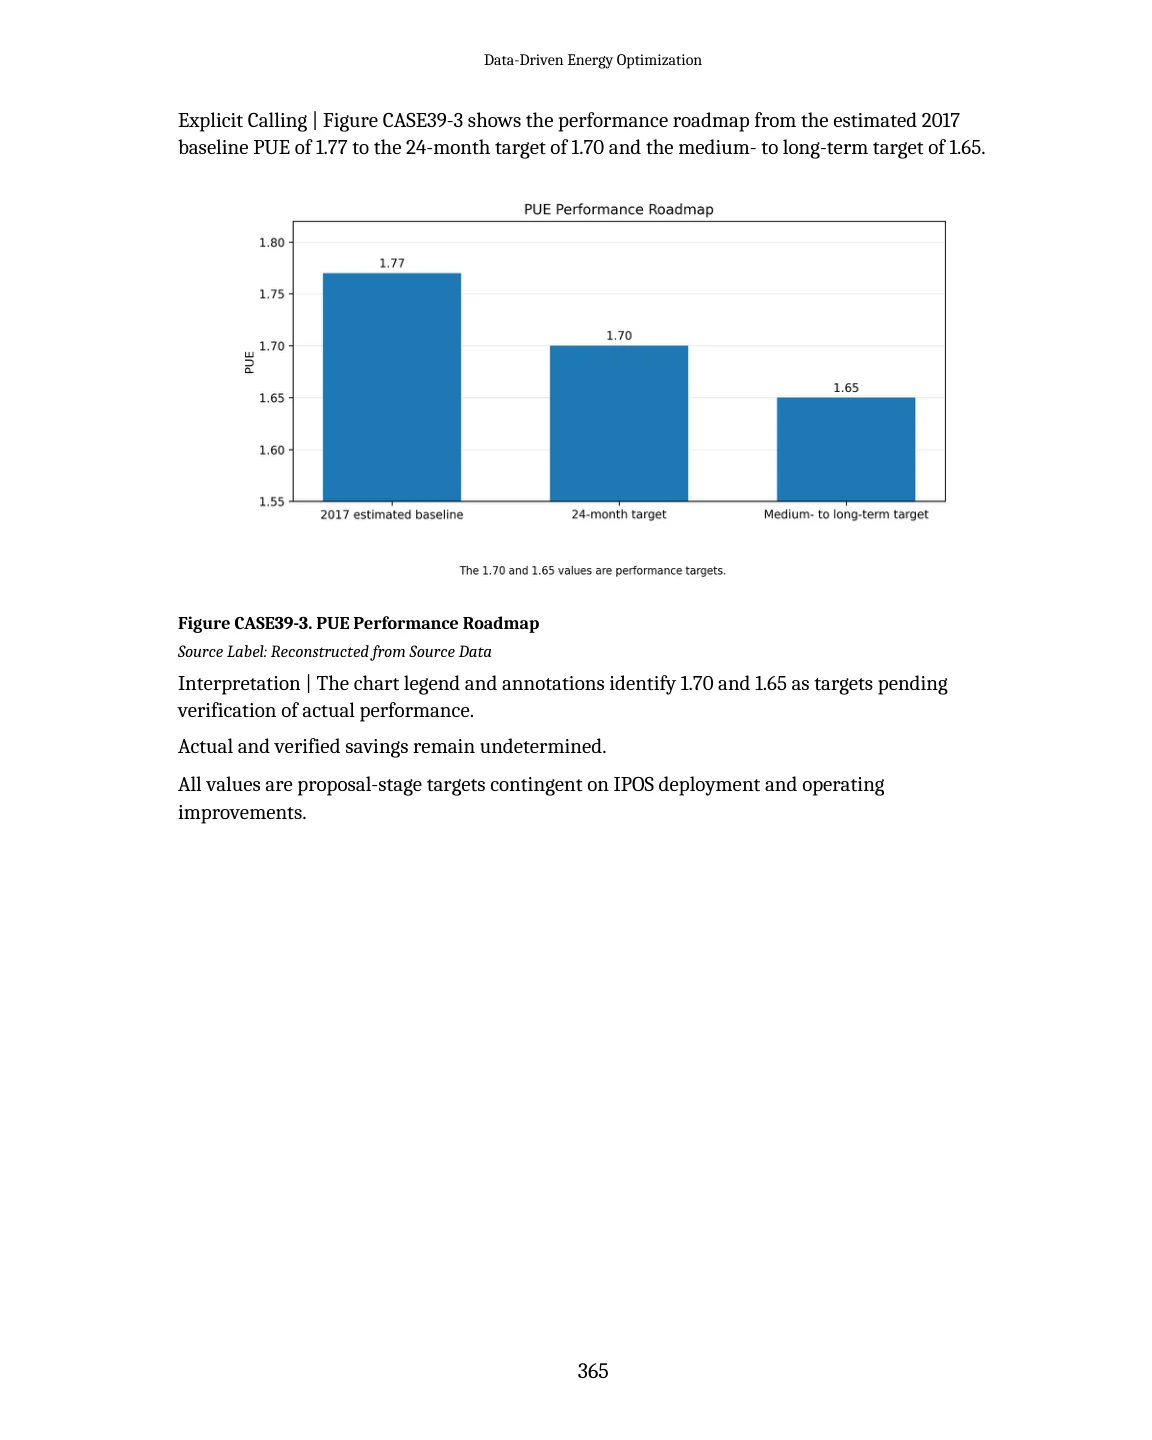 Data-Driven Energy Optimization
Explicit Calling | Figure CASE39-3 shows the performance roadmap from the estimated 2017
baseline PUE of 1.77 to the 24-month target of 1.70 and the medium- to long-term target of 1.65.
PUE Performance Roadmap
1.80
1.77
1.75
1.70
1.70
PUE
1.65
1.65
1.60
1.55
2017 estimated baseline
24-month target
Medium- to long-term target
The 1.70 and 1.65 values are performance targets.
Figure CASE39-3. PUE Performance Roadmap
Source Label: Reconstructed from Source Data
Interpretation | The chart legend and annotations identify 1.70 and 1.65 as targets pending
verification of actual performance.
Actual and verified savings remain undetermined.
All values are proposal-stage targets contingent on IPOS deployment and operating
improvements.
365